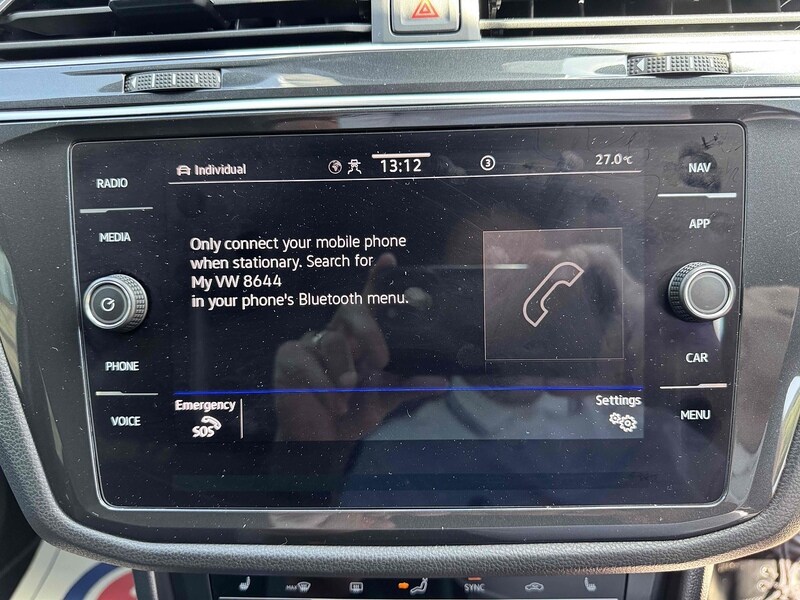 RADIO
Individual
13:12
3
27.0°C
NAV
MEDIA
APP
Only connect your mobile phone
when stationary. Search for
My VW 8644
in your phone's Bluetooth menu.
PHONE
CAR
VOICE
Emergency
SOS
Settings
MENU
MAX
SYNC